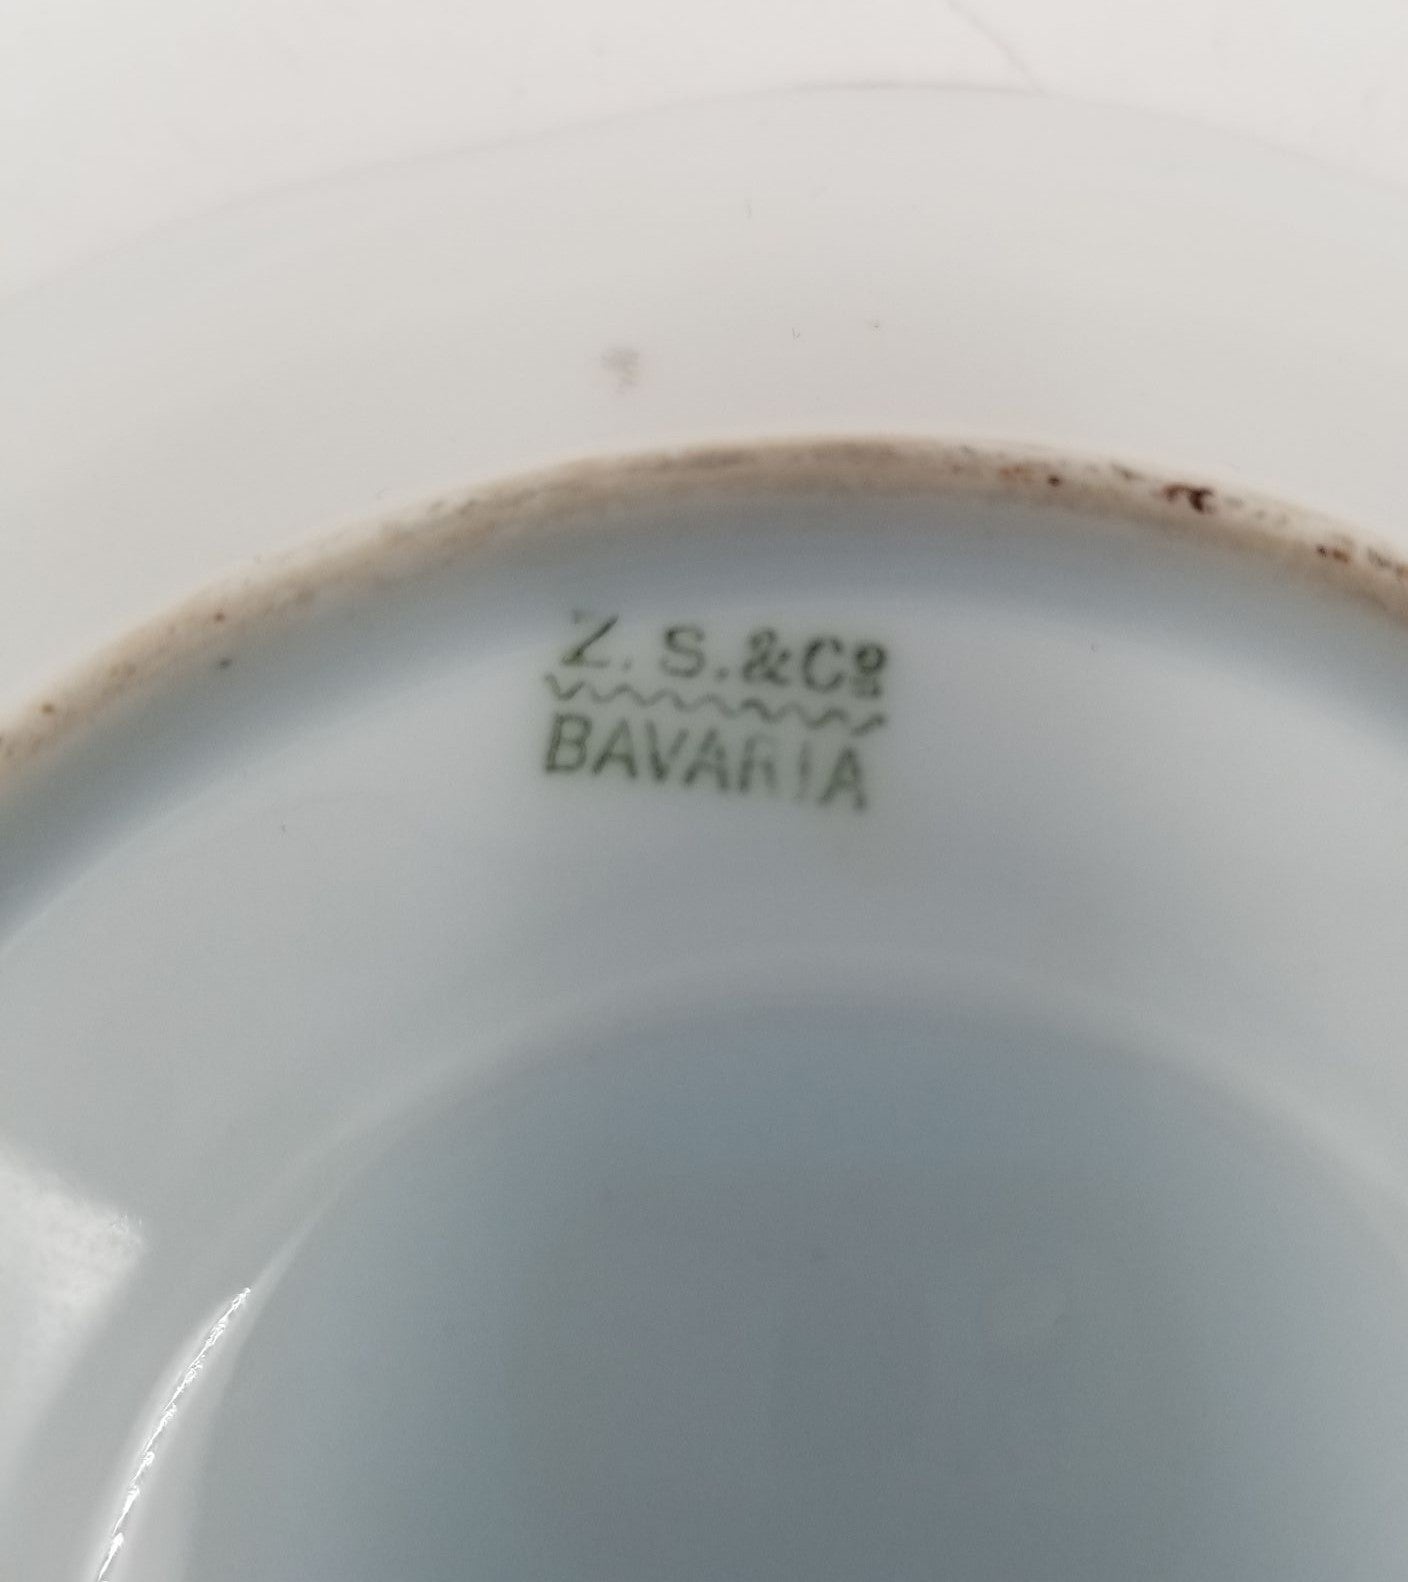 Z. S. & Cº
BAVARIA